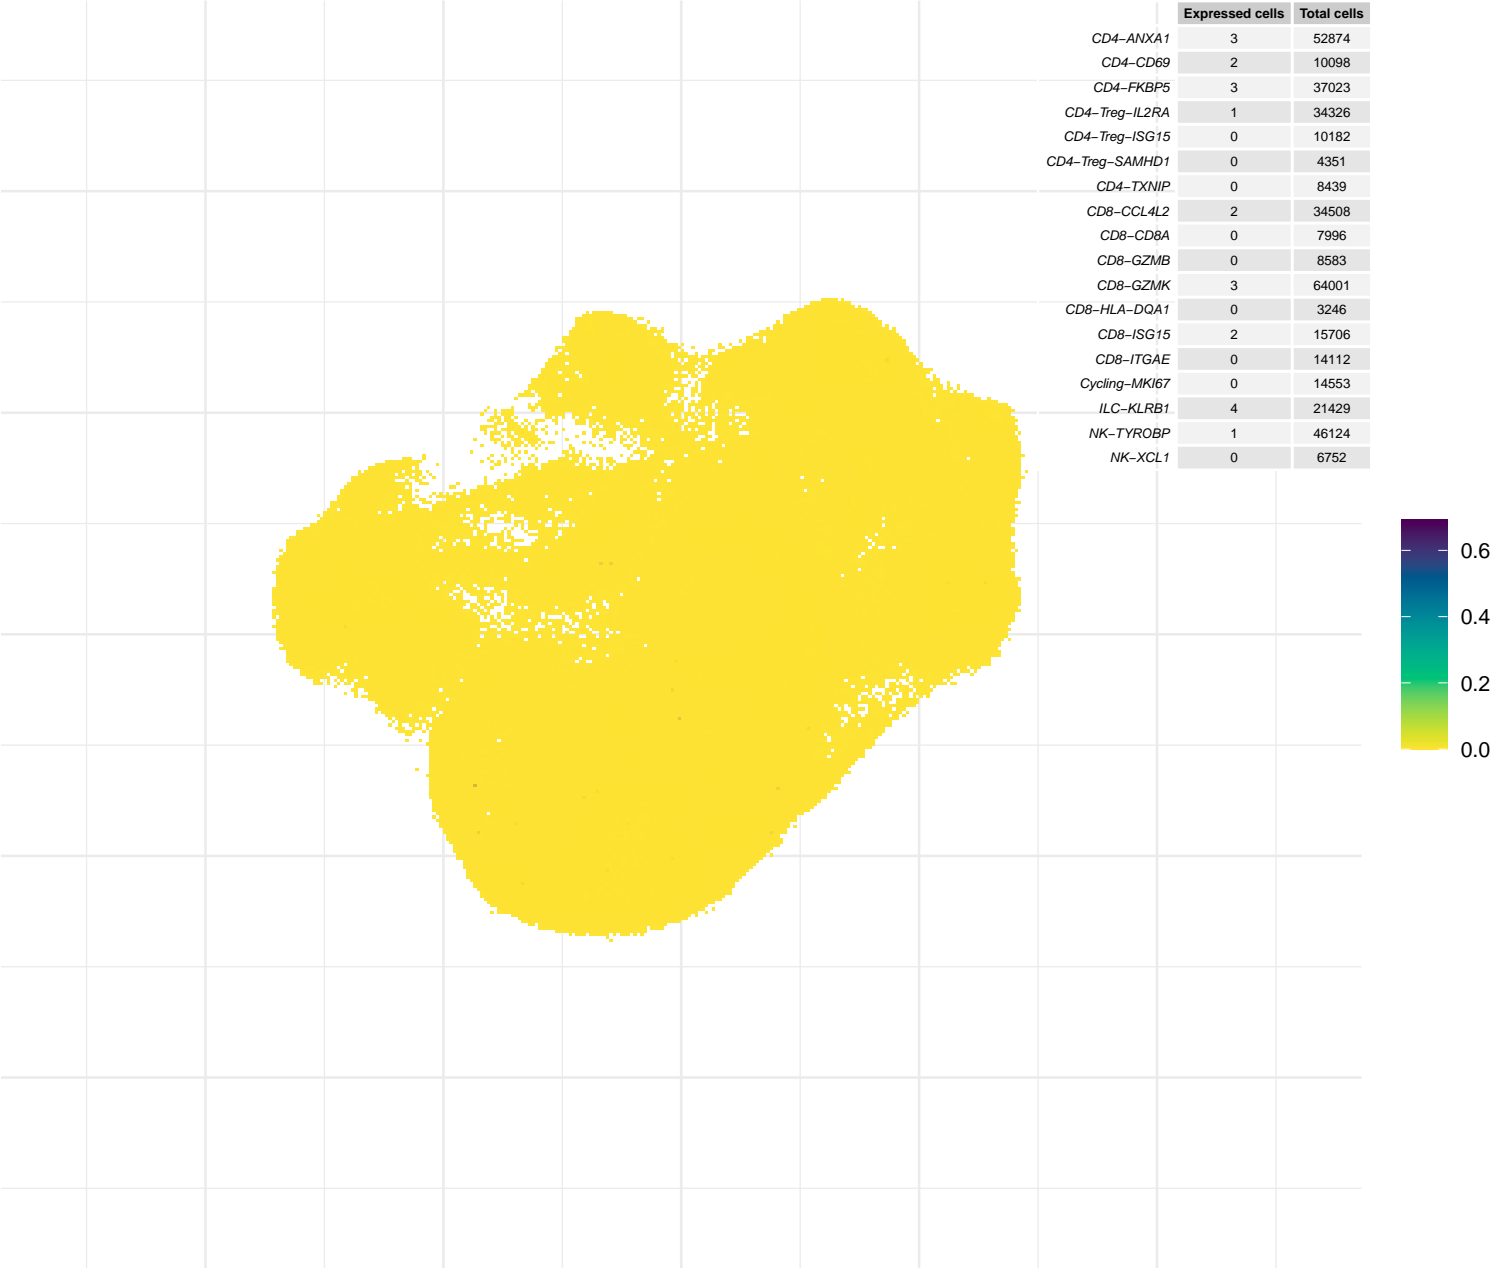 Expressed cells Total cells
CD4−ANXA1 3 52874
CD4−CD69 2 10098
CD4−FKBP5 3 37023
CD4−Treg−IL2RA 1 34326
CD4−Treg−ISG15 0 10182
CD4−Treg−SAMHD1 0 4351
CD4−TXNIP 0 8439
CD8−CCL4L2 2 34508
CD8−CD8A 0 7996
CD8−GZMB 0 8583
CD8−GZMK 3 64001
CD8−HLA−DQA1 0 3246
CD8−ISG15 2 15706
CD8−ITGAE 0 14112
Cycling−MKI67 0 14553
ILC−KLRB1 4 21429
NK−TYROBP 1 46124
NK−XCL1 0 6752
0.6
0.4
0.2
0.0